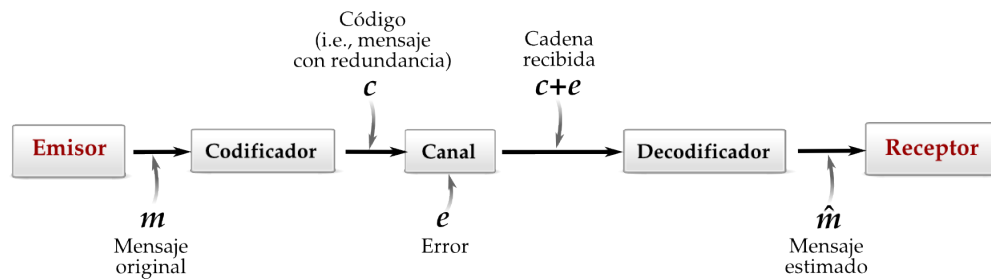 Código
(i.e., mensaje
con redundancia)
c
Cadena
recibida
c+e
Emisor
Codificador
Canal
Decodificador
Receptor
m
Mensaje
original
e
Error
m̂
Mensaje
estimado